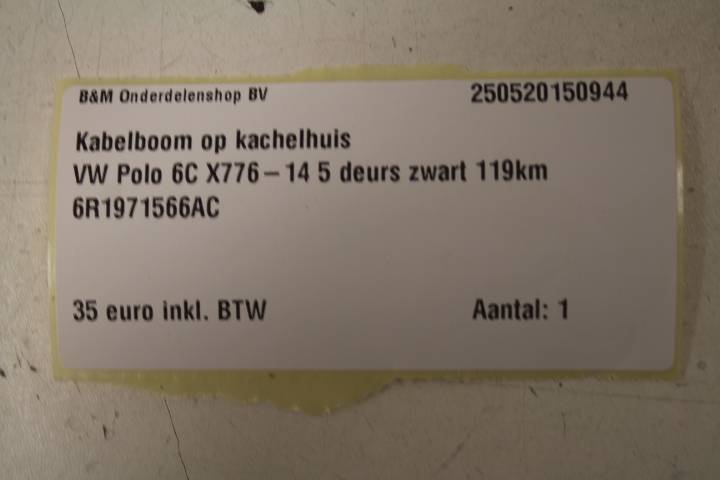 B&M Onderdelenshop BV 250520150944
Kabelboom op kachelhuis
VW Polo 6C X776-14 5 deurs zwart 119km
6R1971566AC
35 euro inkl. BTW Aantal: 1